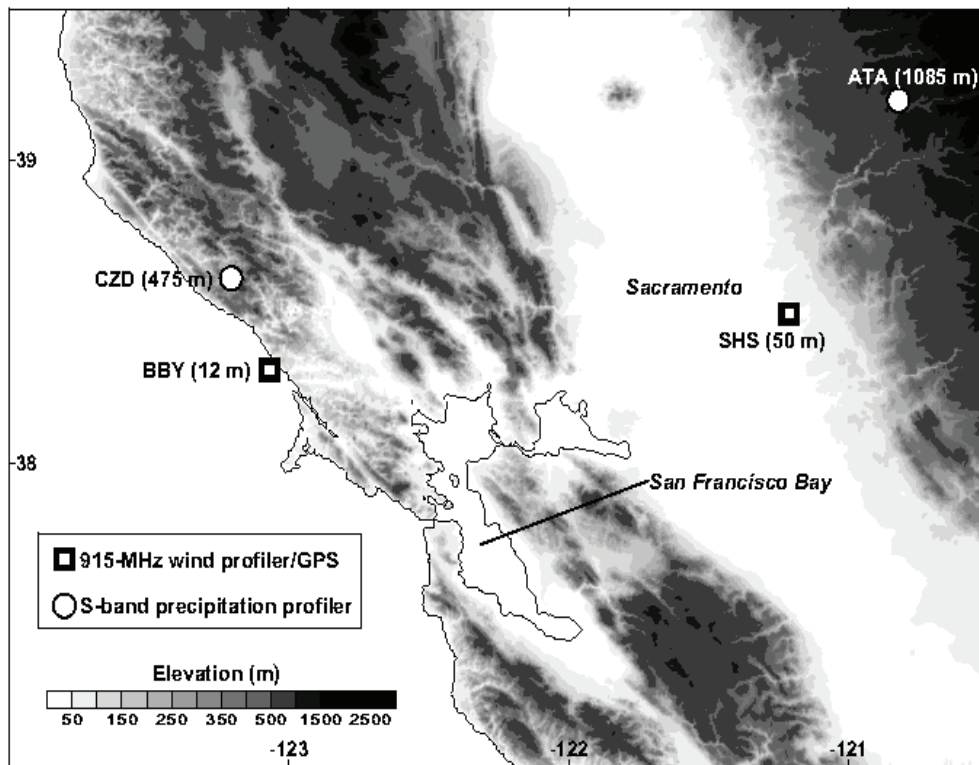 ATA (1085 m)
39
CZD (475 m)
Sacramento
SHS (50 m)
BBY (12 m)
38
San Francisco Bay
915-MHz wind profiler/GPS
S-band precipitation profiler
Elevation (m)
50 150 250 350 500 1500 2500
-123 -122 -121